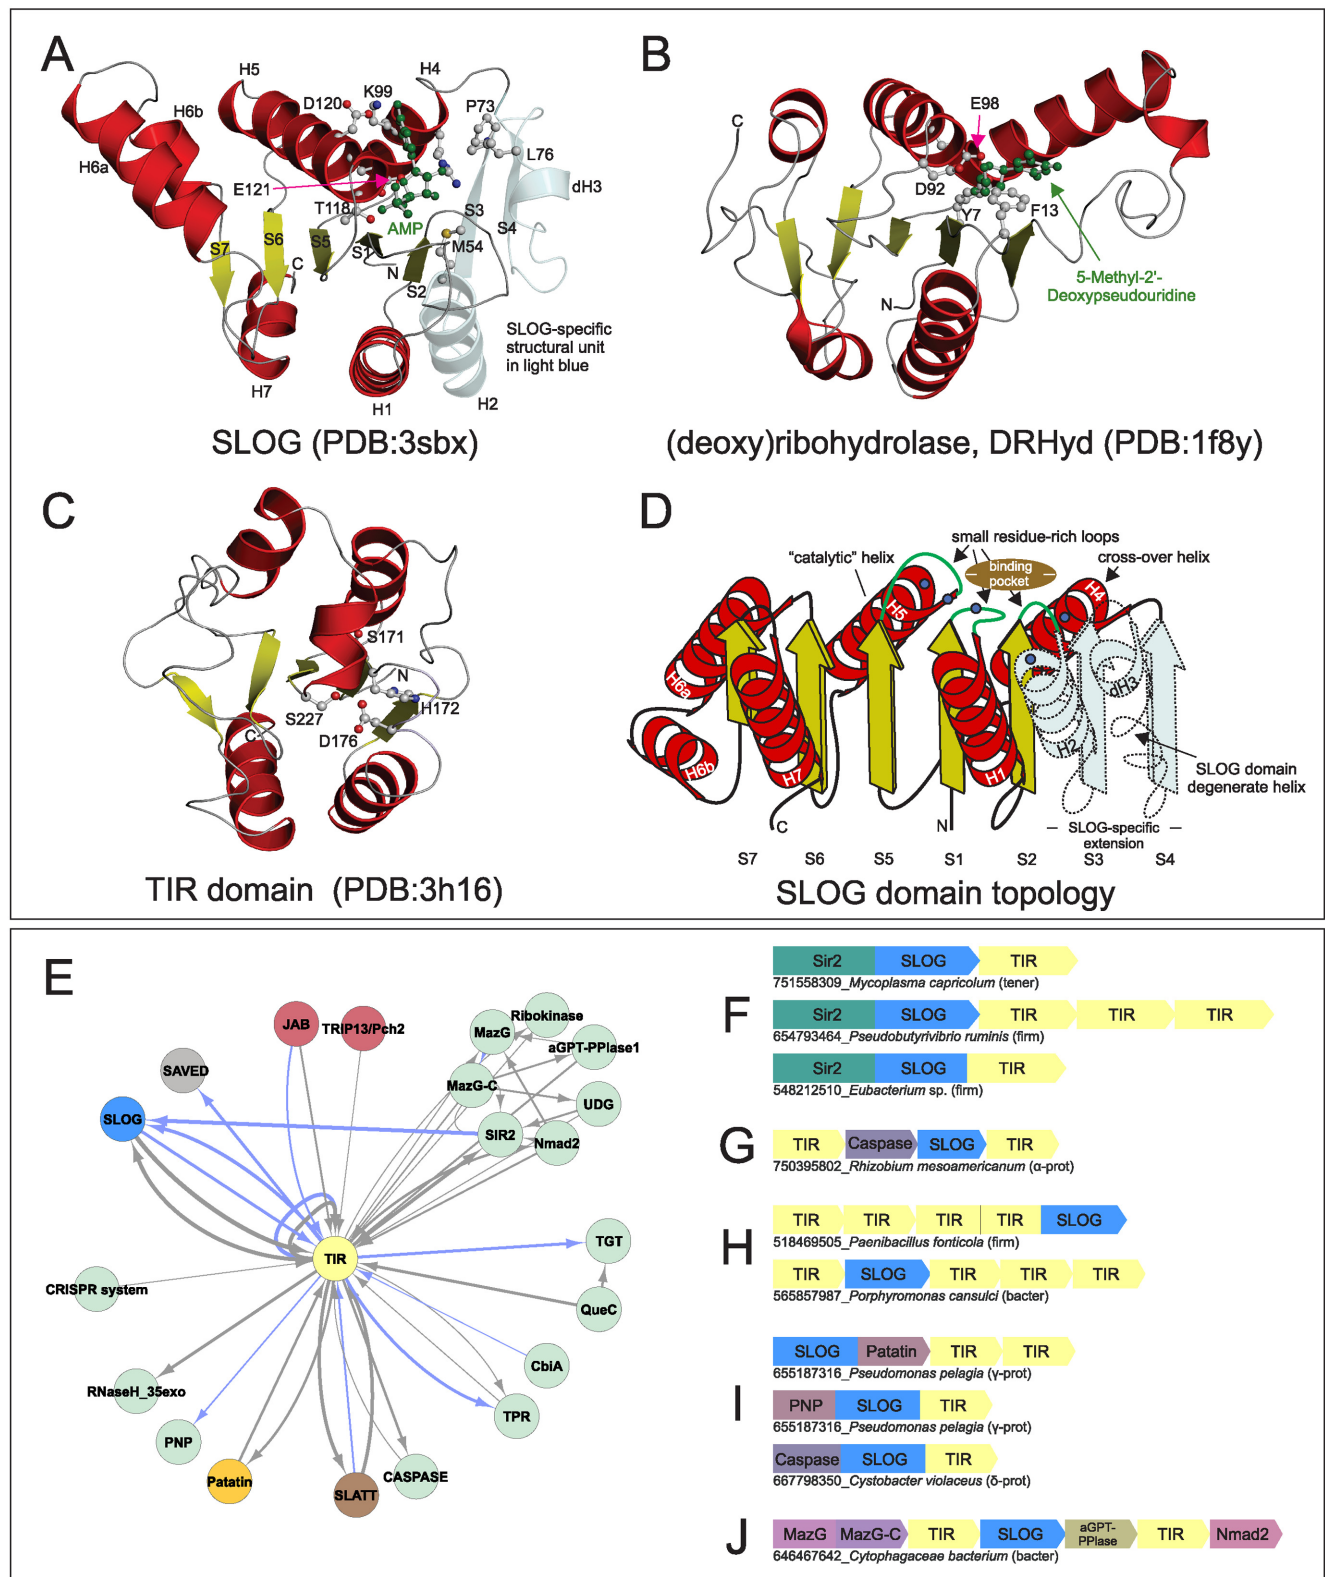 A
H5
H4
D120
K99
P73
H6b
H6a
L76
dH3
E121
T118
AMP
S3
S4
S7
S6
S5
S1
M54
C
N
S2
SLOG-specific
structural unit
in light blue
H7
H1
H2
SLOG (PDB:3sbx)
B
C
E98
D92
Y7
F13
N
5-Methyl-2'-
Deoxypseudouridine
(deoxy)ribohydrolase, DRHyd (PDB:1f8y)
C
S171
N
S227
H172
D176
C
TIR domain (PDB:3h16)
D
small residue-rich loops
"catalytic" helix
binding
pocket
cross-over helix
H5
H4
H6a
dH3
H2
H6b
H7
H1
SLOG domain
degenerate helix
C
N
SLOG-specific
extension
S7
S6
S5
S1
S2
S3
S4
SLOG domain topology
E
JAB
TRIP13/Pch2
MazG
Ribokinase
aGPT-PPlase1
SAVED
MazG-C
UDG
SLOG
SIR2
Nmad2
TIR
TGT
CRISPR system
QueC
CbiA
RNaseH_35exo
TPR
PNP
Patatin
SLATT
CASPASE
F
Sir2 SLOG TIR
751558309_Mycoplasma capricolum (tener)
Sir2 SLOG TIR TIR TIR
654793464_Pseudobutyrivibrio ruminis (firm)
Sir2 SLOG TIR
548212510_Eubacterium sp. (firm)
G
TIR Caspase SLOG TIR
750395802_Rhizobium mesoamericanum (α-prot)
H
TIR TIR TIR TIR SLOG
518469505_Paenibacillus fonticola (firm)
TIR SLOG TIR TIR TIR
565857987_Porphyromonas cansulci (bacter)
I
SLOG Patatin TIR TIR
655187316_Pseudomonas pelagia (γ-prot)
PNP SLOG TIR
655187316_Pseudomonas pelagia (γ-prot)
Caspase SLOG TIR
667798350_Cystobacter violaceus (δ-prot)
J
MazG MazG-C TIR SLOG aGPT-PPlase TIR Nmad2
646467642_Cytophagaceae bacterium (bacter)